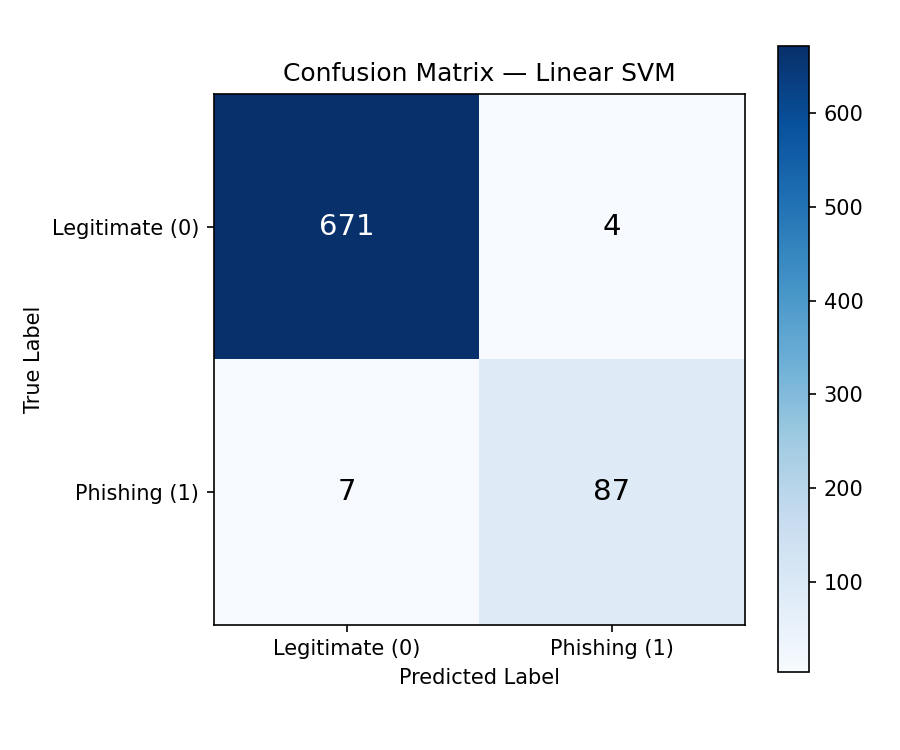 Confusion Matrix — Linear SVM
True Label
Legitimate (0)
671
4
Phishing (1)
7
87
Legitimate (0)
Phishing (1)
Predicted Label
600
500
400
300
200
100